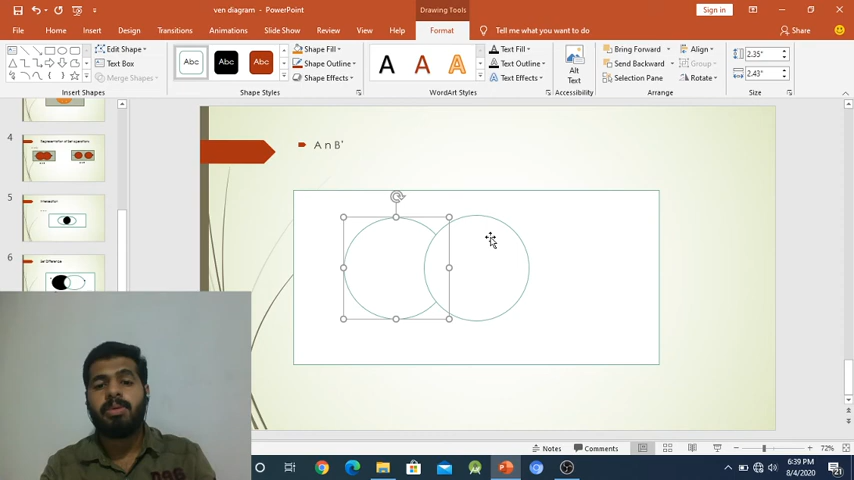 ven diagram - PowerPoint
Drawing Tools
Sign in
File Home Insert Design Transitions Animations Slide Show Review View Help Format Tell me what you want to do Share
Edit Shape
Text Box
Merge Shapes
Insert Shapes
Abc Abc Abc
Shape Fill
Shape Outline
Shape Effects
Shape Styles
A A A
Text Fill
Text Outline
Text Effects
WordArt Styles
Alt
Text
Accessibility
Bring Forward
Send Backward
Selection Pane
Align
Group
Rotate
Arrange
2.35"
2.43"
Size
4
5
Intersection
6
Set Difference
A n B'
Notes Comments 72%
6:39 PM
8/4/2020
21